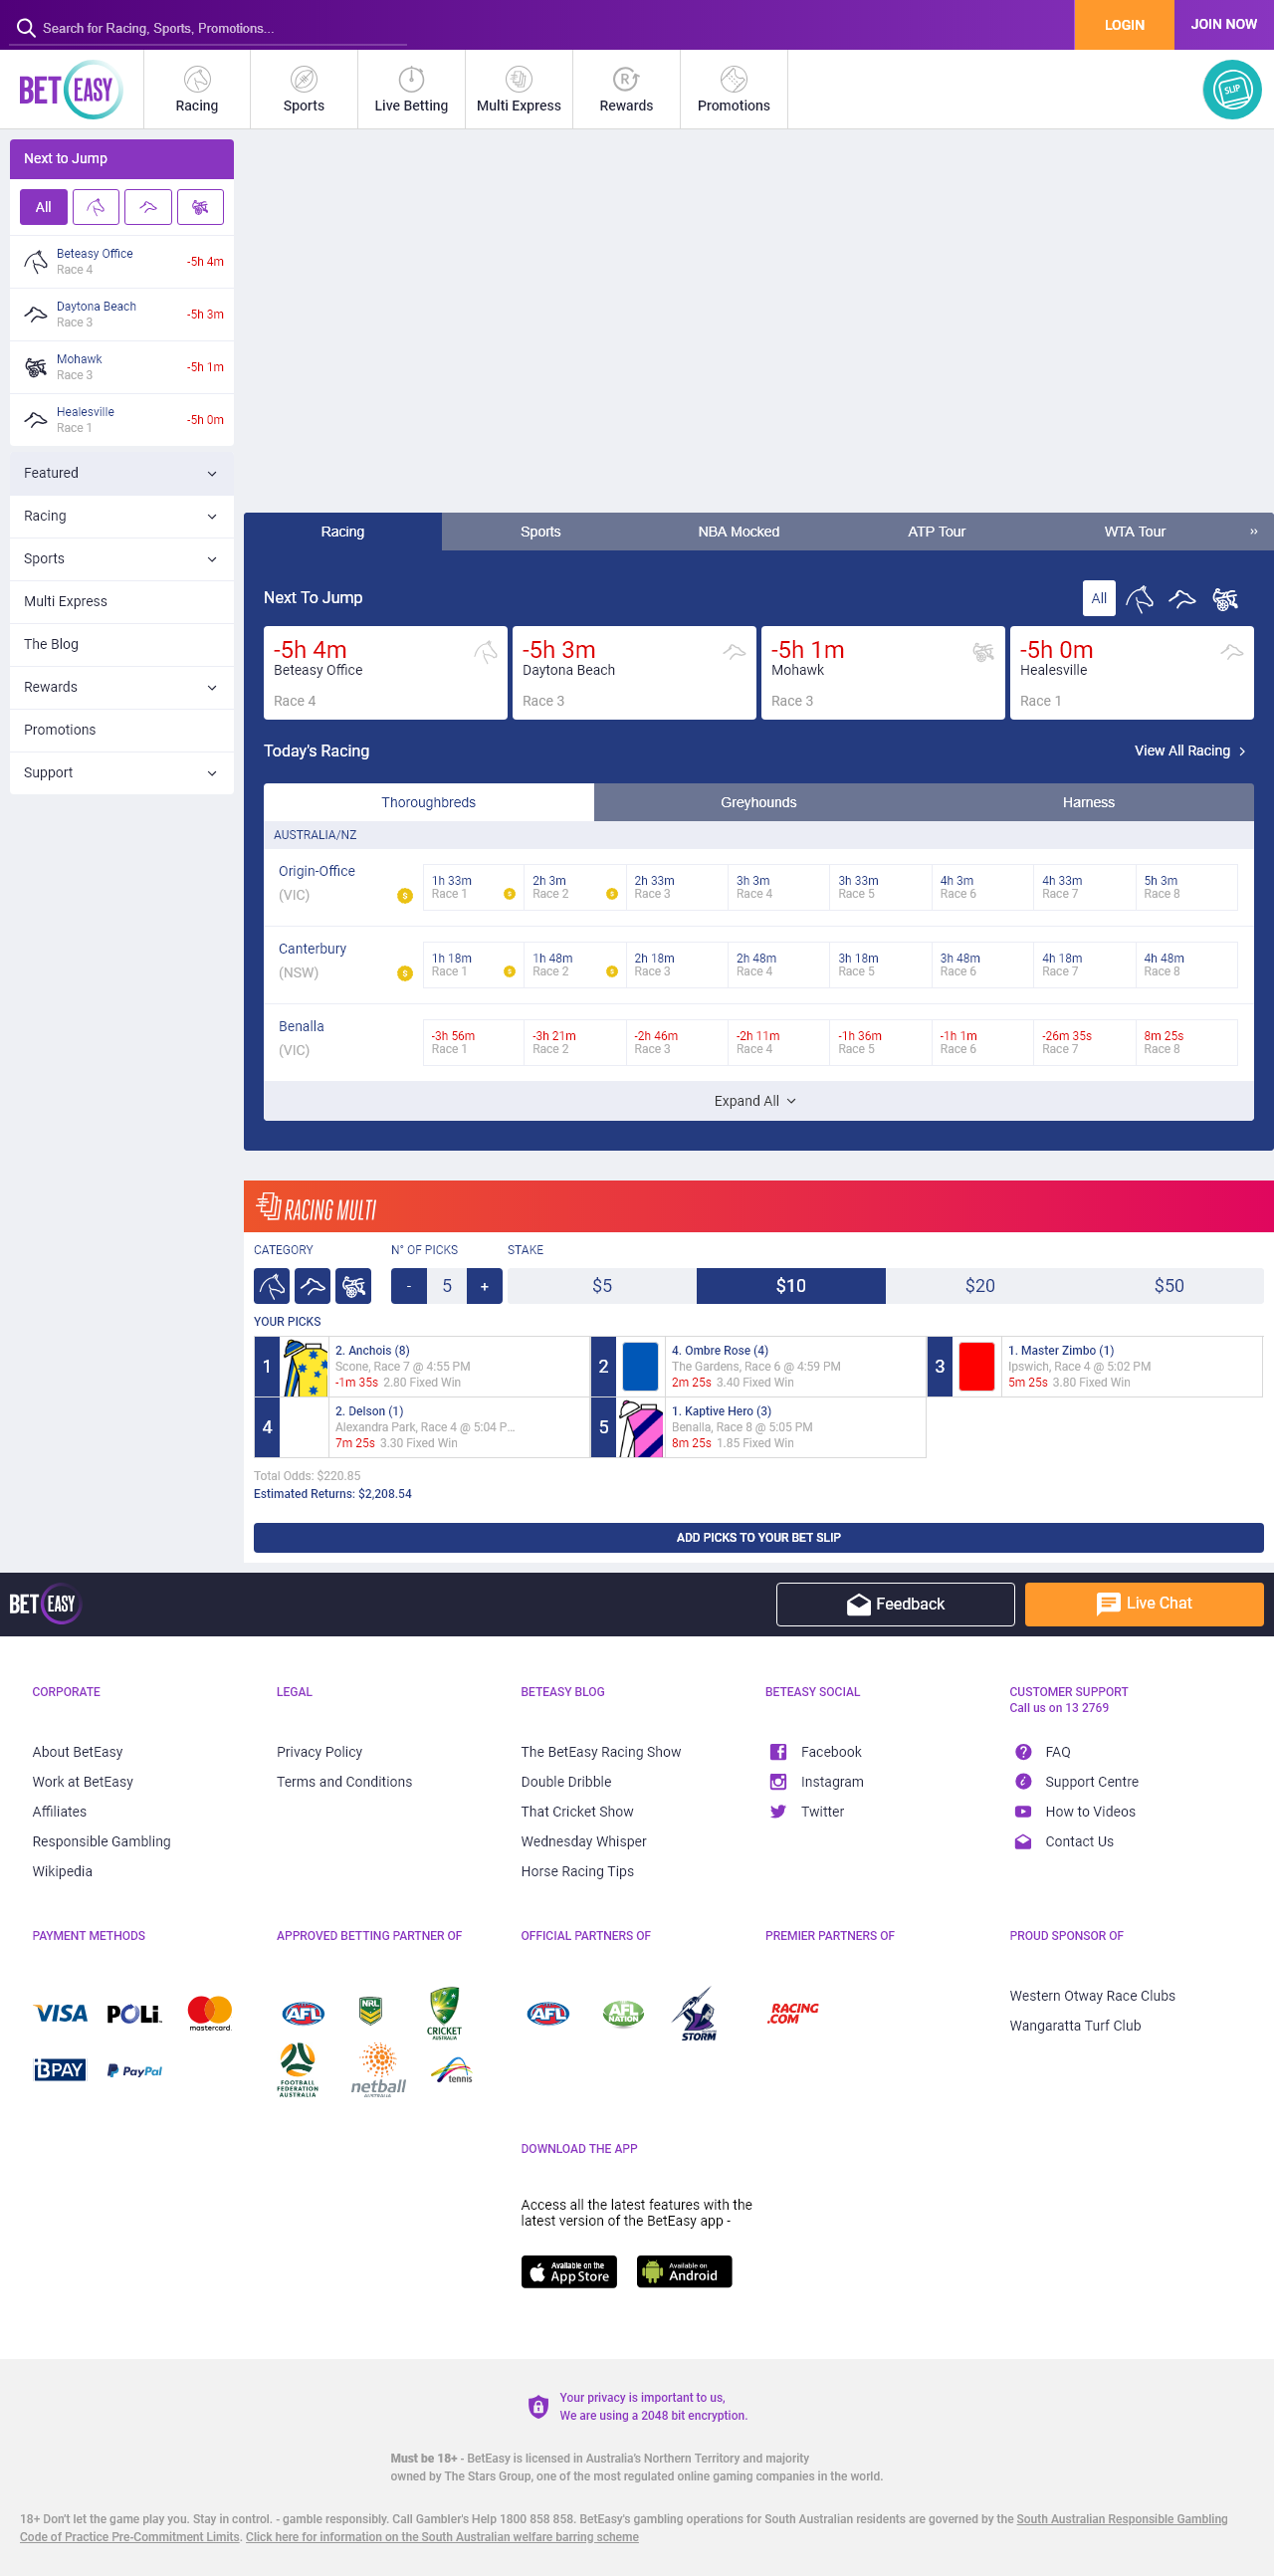 Search for Racing, Sports, Promotions...
LOGIN
JOIN NOW
BET EASY
Racing
Sports
Live Betting
Multi Express
Rewards
Promotions
SLIP
Next to Jump
All
Beteasy Office
Race 4
-5h 4m
Daytona Beach
Race 3
-5h 3m
Mohawk
Race 3
-5h 1m
Healesville
Race 1
-5h 0m
Featured
Racing
Sports
Multi Express
The Blog
Rewards
Promotions
Support
Racing
Sports
NBA Mocked
ATP Tour
WTA Tour
››
Next To Jump
All
-5h 4m
Beteasy Office
Race 4
-5h 3m
Daytona Beach
Race 3
-5h 1m
Mohawk
Race 3
-5h 0m
Healesville
Race 1
Today's Racing
View All Racing
Thoroughbreds
Greyhounds
Harness
AUSTRALIA/NZ
Origin-Office
(VIC)
1h 33m
Race 1
2h 3m
Race 2
2h 33m
Race 3
3h 3m
Race 4
3h 33m
Race 5
4h 3m
Race 6
4h 33m
Race 7
5h 3m
Race 8
Canterbury
(NSW)
1h 18m
Race 1
1h 48m
Race 2
2h 18m
Race 3
2h 48m
Race 4
3h 18m
Race 5
3h 48m
Race 6
4h 18m
Race 7
4h 48m
Race 8
Benalla
(VIC)
-3h 56m
Race 1
-3h 21m
Race 2
-2h 46m
Race 3
-2h 11m
Race 4
-1h 36m
Race 5
-1h 1m
Race 6
-26m 35s
Race 7
8m 25s
Race 8
Expand All
RACING MULTI
CATEGORY
N° OF PICKS
STAKE
- 5 +
$5
$10
$20
$50
YOUR PICKS
1
2. Anchois (8)
Scone, Race 7 @ 4:55 PM
-1m 35s 2.80 Fixed Win
2
4. Ombre Rose (4)
The Gardens, Race 6 @ 4:59 PM
2m 25s 3.40 Fixed Win
3
1. Master Zimbo (1)
Ipswich, Race 4 @ 5:02 PM
5m 25s 3.80 Fixed Win
4
2. Delson (1)
Alexandra Park, Race 4 @ 5:04 P...
7m 25s 3.30 Fixed Win
5
1. Kaptive Hero (3)
Benalla, Race 8 @ 5:05 PM
8m 25s 1.85 Fixed Win
Total Odds: $220.85
Estimated Returns: $2,208.54
ADD PICKS TO YOUR BET SLIP
BET EASY
Feedback
Live Chat
CORPORATE
About BetEasy
Work at BetEasy
Affiliates
Responsible Gambling
Wikipedia
LEGAL
Privacy Policy
Terms and Conditions
BETEASY BLOG
The BetEasy Racing Show
Double Dribble
That Cricket Show
Wednesday Whisper
Horse Racing Tips
BETEASY SOCIAL
Facebook
Instagram
Twitter
CUSTOMER SUPPORT
Call us on 13 2769
FAQ
Support Centre
How to Videos
Contact Us
PAYMENT METHODS
VISA
POLi
mastercard
BPAY
PayPal
APPROVED BETTING PARTNER OF
AFL
NRL
CRICKET
AUSTRALIA
FOOTBALL
FEDERATION
AUSTRALIA
netball
AUSTRALIA
tennis
OFFICIAL PARTNERS OF
AFL
AFL
NATION
STORM
PREMIER PARTNERS OF
RACING
.COM
PROUD SPONSOR OF
Western Otway Race Clubs
Wangaratta Turf Club
DOWNLOAD THE APP
Access all the latest features with the
latest version of the BetEasy app -
Available on the
App Store
Available on
Android
Your privacy is important to us,
We are using a 2048 bit encryption.
Must be 18+ - BetEasy is licensed in Australia's Northern Territory and majority
owned by The Stars Group, one of the most regulated online gaming companies in the world.
18+ Don't let the game play you. Stay in control. - gamble responsibly. Call Gambler's Help 1800 858 858. BetEasy's gambling operations for South Australian residents are governed by the South Australian Responsible Gambling
Code of Practice Pre-Commitment Limits. Click here for information on the South Australian welfare barring scheme